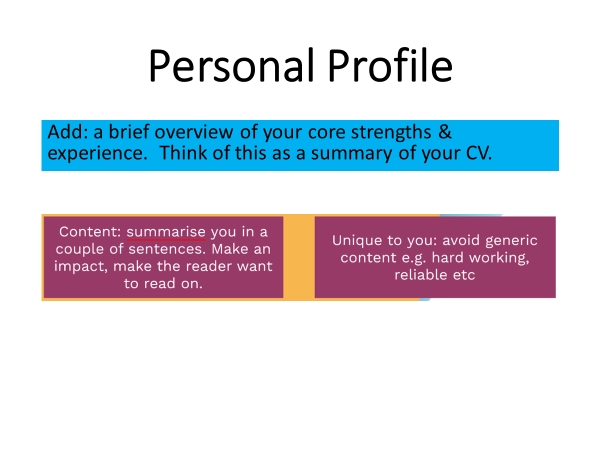 Personal Profile
Add: a brief overview of your core strengths &
experience.  Think of this as a summary of your CV.
Content: summarise you in a
couple of sentences. Make an
impact, make the reader want
to read on.
Unique to you: avoid generic
content e.g. hard working,
reliable etc